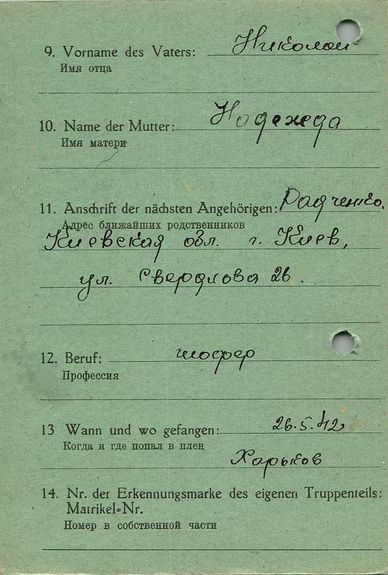 9. Vorname des Vaters: Николай
Имя отца
10. Name der Mutter: Надежда
Имя матери
11. Anschrift der nächsten Angehörigen: Радченко.
Адрес ближайших родственников
Киевская обл. г. Киев,
ул. Свердлова 26.
12. Beruf: шофер
Профессия
13 Wann und wo gefangen: 26.5.42
Когда и где попал в плен
Харьков
14. Nr. der Erkennungsmarke des eigenen Truppenteils:
Matrikel-Nr.
Номер в собственной части